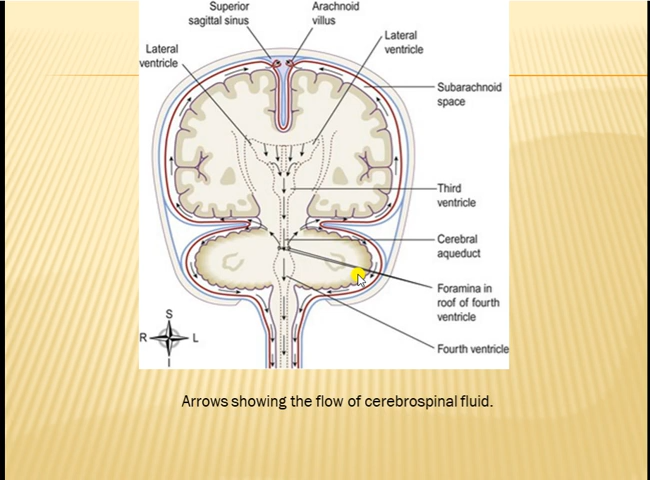 Superior
sagittal sinus
Arachnoid
villus
Lateral
ventricle
Lateral
ventricle
Subarachnoid
space
Third
ventricle
Cerebral
aqueduct
Foramina in
roof of fourth
ventricle
Fourth ventricle
S
R
L
I
Arrows showing the flow of cerebrospinal fluid.